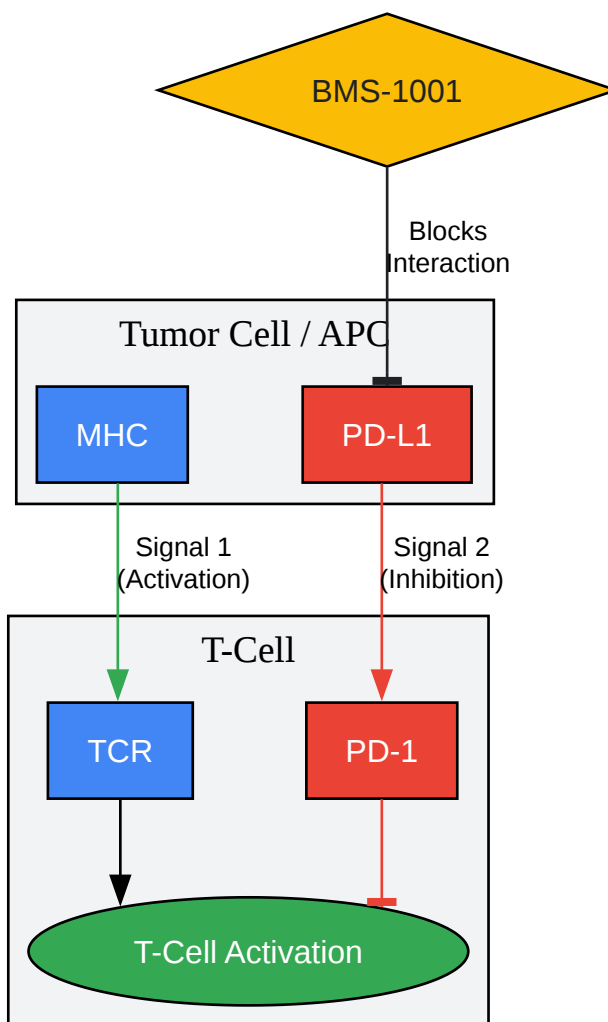 BMS-1001
Blocks
Interaction
Tumor Cell / APC
MHC
PD-L1
Signal 1
(Activation)
Signal 2
(Inhibition)
T-Cell
TCR
PD-1
T-Cell Activation